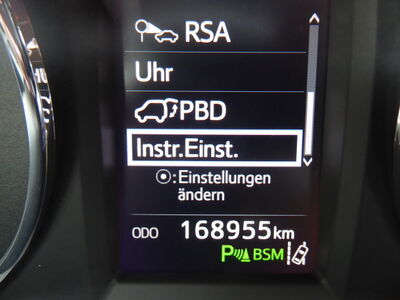 RSA
Uhr
PBD
Instr.Einst.
:Einstellungen
ändern
ODO 168955km
P BSM